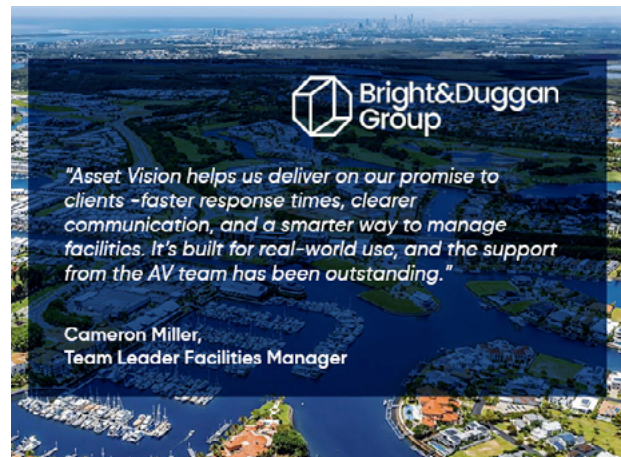 Bright&Duggan
Group
"Asset Vision helps us deliver on our promise to
clients -faster response times, clearer
communication, and a smarter way to manage
facilities. It's built for real-world use, and the support
from the AV team has been outstanding."
Cameron Miller,
Team Leader Facilities Manager